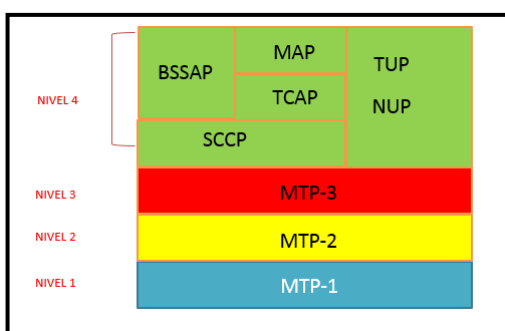 BSSAP
MAP
TUP
NIVEL 4
TCAP
NUP
SCCP
NIVEL 3
MTP-3
NIVEL 2
MTP-2
NIVEL 1
MTP-1